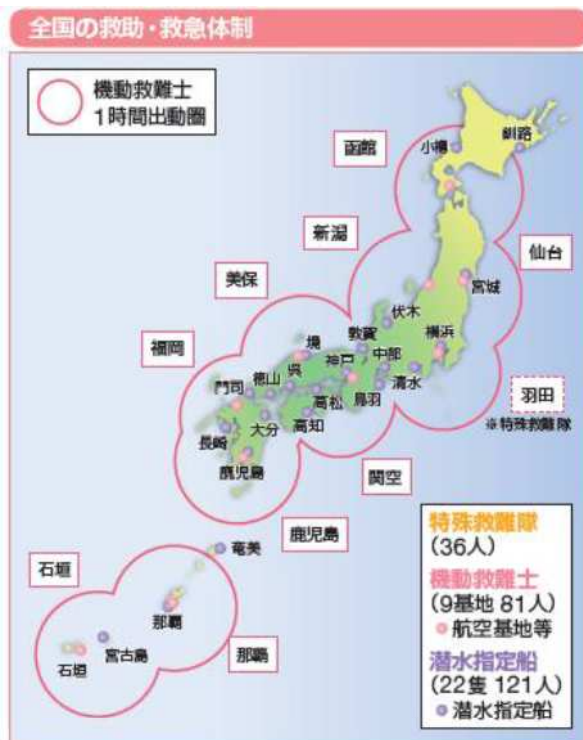 全国の救助・救急体制
機動救難士
1時間出動圏
函館
小樽
釧路
新潟
仙台
美保
宮城
伏木
福岡
境
敦賀
横浜
呉
神戸
中部
門司
徳山
清水
羽田
高松
鳥羽
※特殊救難隊
長崎
大分
高知
鹿児島
関空
特殊救難隊
(36人)
鹿児島
石垣
奄美
機動救難士
(9基地 81人)
航空基地等
那覇
宮古島
石垣
那覇
潜水指定船
(22隻 121人)
潜水指定船